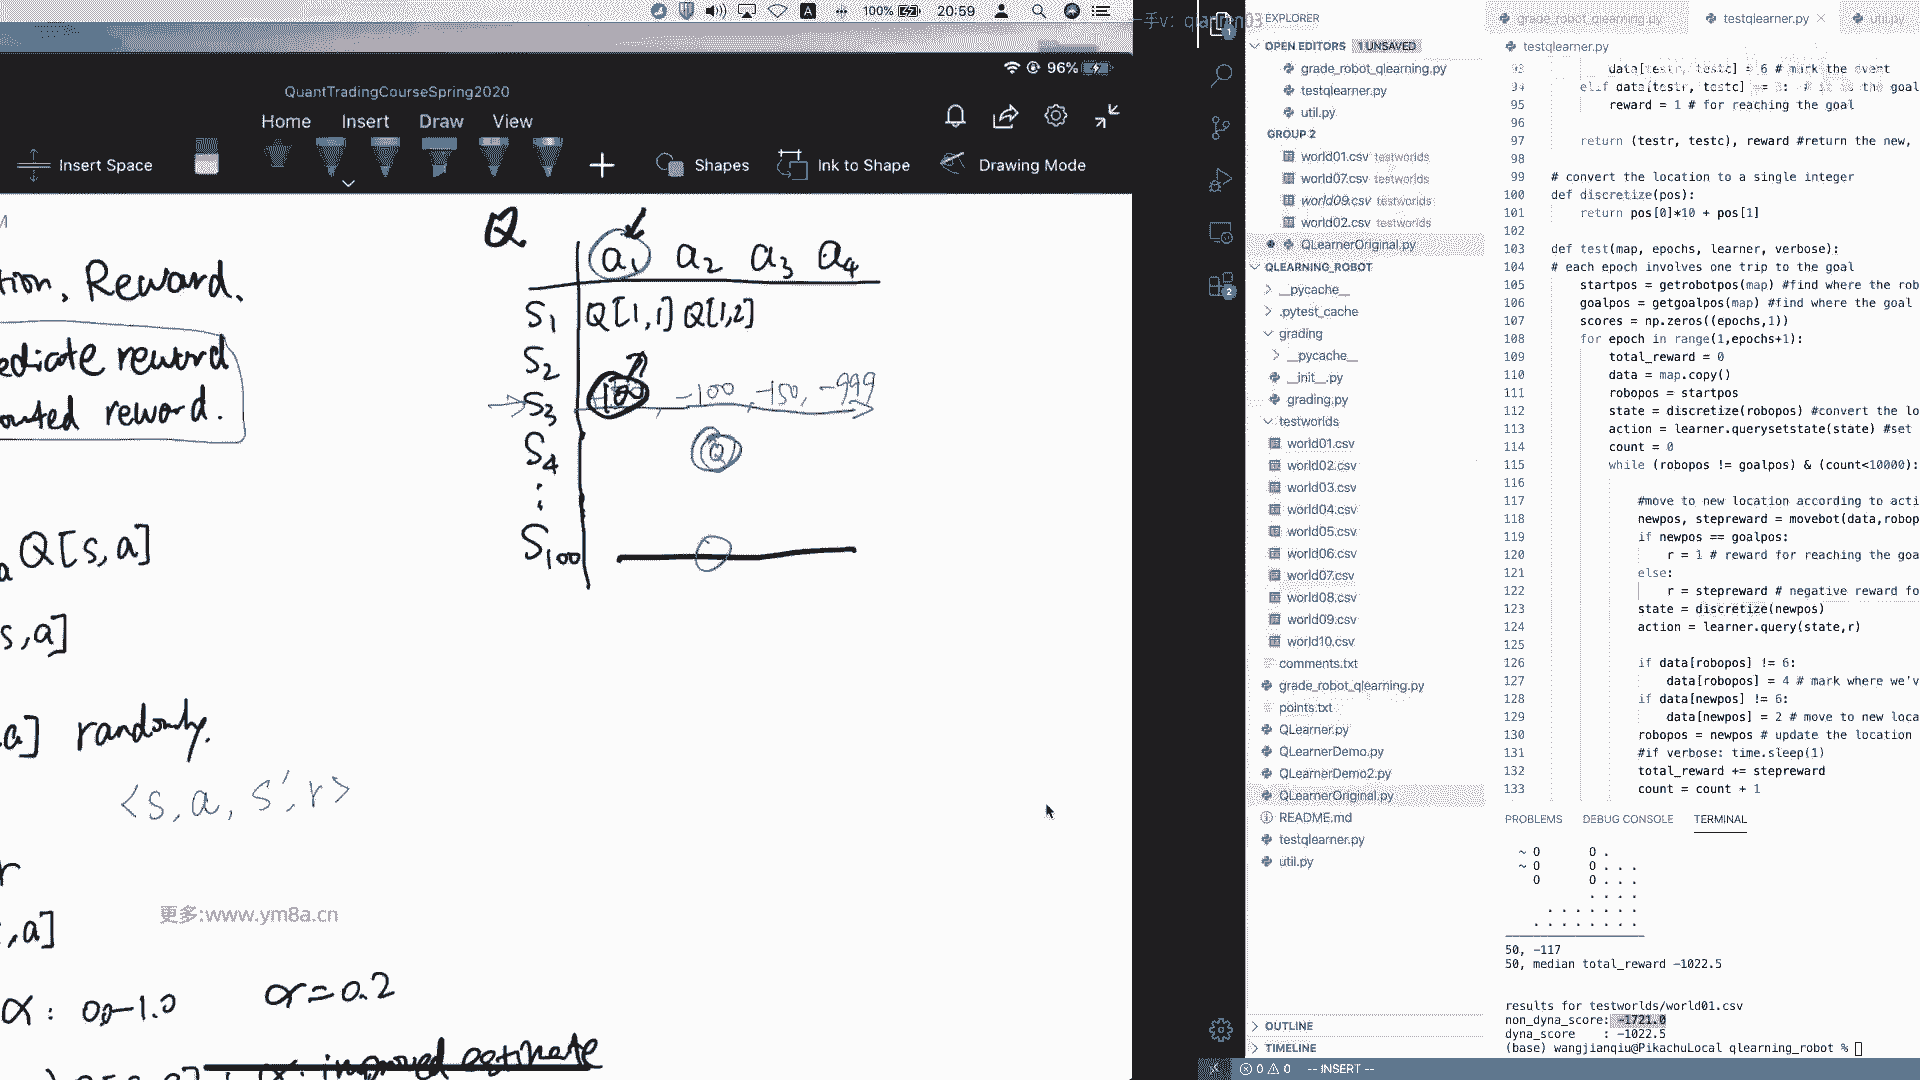 100% 20:59
96%
QuantTradingCourseSpring2020
Home Insert Draw View
Insert Space
Shapes
Ink to Shape
Drawing Mode
tion, Reward.
ediate reward
ounted reward.
Q[s,a]
s,a]
a] randomly.
<s,a,s',r>
r
,a]
α: 0.0-1.0 α=0.2
improved estimate
Q
a1 a2 a3 a4
S1 Q[1,1] Q[1,2]
S2
S3 -100 -100, -150, -999
S4 Q
S100
更多:www.ym8a.cn
EXPLORER
OPEN EDITORS 1 UNSAVED
grade_robot_qlearning.py
testqlearner.py
util.py
GROUP 2
world01.csv testworlds
world07.csv testworlds
world09.csv testworlds
world02.csv testworlds
QLearnerOriginal.py
QLEARNING_ROBOT
__pycache__
.pytest_cache
grading
__pycache__
__init__.py
grading.py
testworlds
world01.csv
world02.csv
world03.csv
world04.csv
world05.csv
world06.csv
world07.csv
world08.csv
world09.csv
world10.csv
comments.txt
grade_robot_qlearning.py
points.txt
QLearner.py
QLearnerDemo.py
QLearnerDemo2.py
QLearnerOriginal.py
README.md
testqlearner.py
util.py
OUTLINE
TIMELINE
grade_robot_qlearning.py testqlearner.py util.py
testqlearner.py
93 data[testr, testc] = 6 # mark the event
94 elif data[testr, testc] == 3: # it is the goal
95 reward = 1 # for reaching the goal
96
97 return (testr, testc), reward #return the new,
98
99 # convert the location to a single integer
100 def discretize(pos):
101 return pos[0]*10 + pos[1]
102
103 def test(map, epochs, learner, verbose):
104 # each epoch involves one trip to the goal
105 startpos = getrobotpos(map) #find where the rob
106 goalpos = getgoalpos(map) #find where the goal
107 scores = np.zeros((epochs,1))
108 for epoch in range(1,epochs+1):
109 total_reward = 0
110 data = map.copy()
111 robopos = startpos
112 state = discretize(robopos) #convert the lo
113 action = learner.querysetstate(state) #set
114 count = 0
115 while (robopos != goalpos) & (count<10000):
116
117 #move to new location according to acti
118 newpos, stepreward = movebot(data,robop
119 if newpos == goalpos:
120 r = 1 # reward for reaching the goa
121 else:
122 r = stepreward # negative reward fo
123 state = discretize(newpos)
124 action = learner.query(state,r)
125
126 if data[robopos] != 6:
127 data[robopos] = 4 # mark where we'v
128 if data[newpos] != 6:
129 data[newpos] = 2 # move to new loca
130 robopos = newpos # update the location
131 #if verbose: time.sleep(1)
132 total_reward += stepreward
133 count = count + 1
PROBLEMS DEBUG CONSOLE TERMINAL
~ O O .
~ O O . . .
O O . . .
. . . .
. . . . . . .
. . . . . . . .
50, -117
50, median total_reward -1022.5
results for testworlds/world01.csv
non_dyna_score: -1721.0
dyna_score : -1022.5
(base) wangjianqiu@PikachuLocal qlearning_robot %
0 0 -- INSERT --